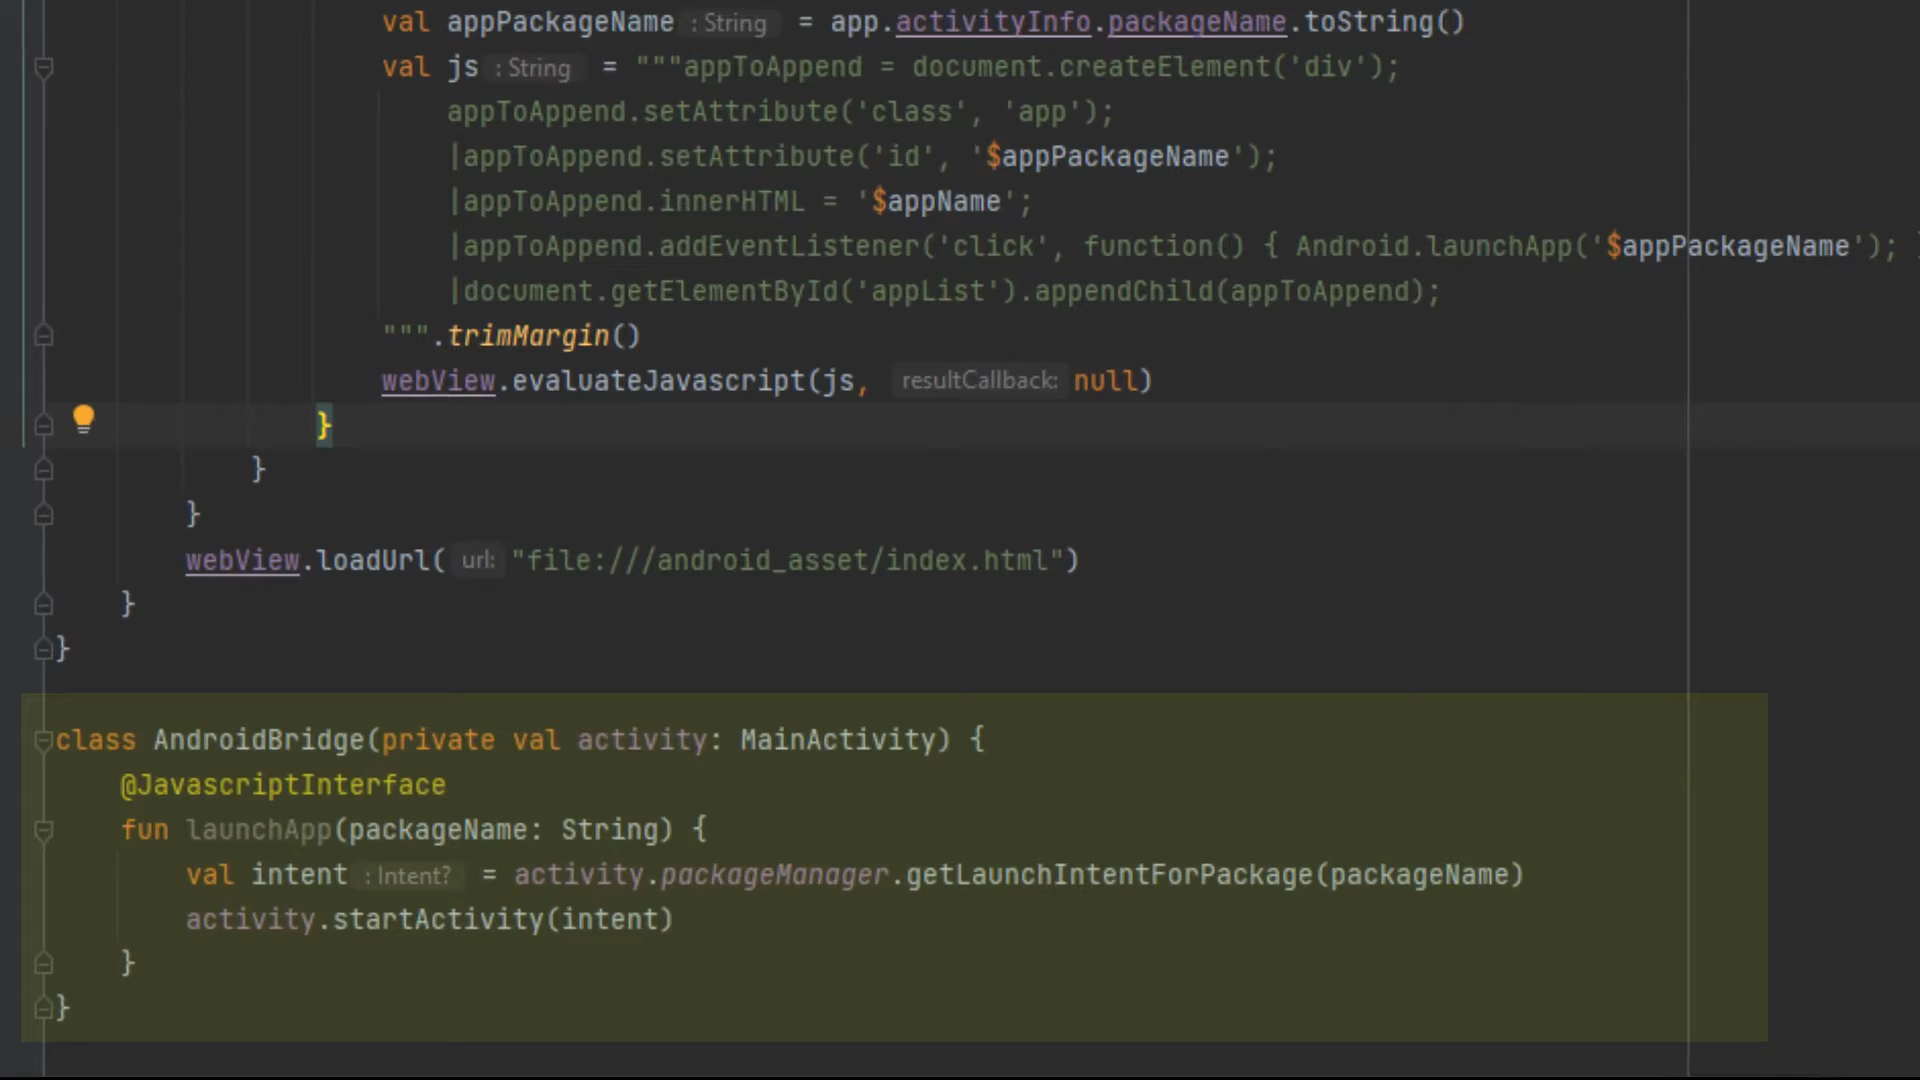 val appPackageName : String = app.activityInfo.packageName.toString()
val js : String = """appToAppend = document.createElement('div');
appToAppend.setAttribute('class', 'app');
|appToAppend.setAttribute('id', '$appPackageName');
|appToAppend.innerHTML = '$appName';
|appToAppend.addEventListener('click', function() { Android.launchApp('$appPackageName');
|document.getElementById('appList').appendChild(appToAppend);
""".trimMargin()
webView.evaluateJavascript(js, resultCallback: null)
}
}
}
webView.loadUrl( url: "file:///android_asset/index.html")
}
}
class AndroidBridge(private val activity: MainActivity) {
@JavascriptInterface
fun launchApp(packageName: String) {
val intent : Intent? = activity.packageManager.getLaunchIntentForPackage(packageName)
activity.startActivity(intent)
}
}